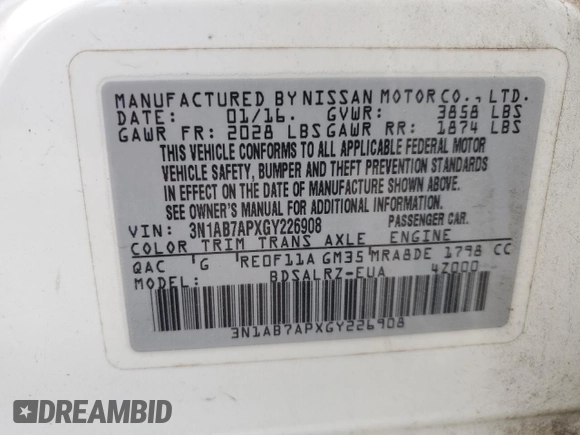 MANUFACTURED BY NISSAN MOTOR CO., LTD.
DATE: 01/16. GVWR: 3858 LBS
GAWR FR: 2028 LBS GAWR RR: 1874 LBS
THIS VEHICLE CONFORMS TO ALL APPLICABLE FEDERAL MOTOR
VEHICLE SAFETY, BUMPER AND THEFT PREVENTION STANDARDS
IN EFFECT ON THE DATE OF MANUFACTURE SHOWN ABOVE.
SEE OWNER'S MANUAL FOR ADDITIONAL INFORMATION.
VIN: 3N1AB7APXGY226908 PASSENGER CAR.
COLOR TRIM TRANS AXLE ENGINE
QAC G RE0F11A GM35 MRA8DE 1798 CC
MODEL: BDSALRZ-EUA 4Z000
3N1AB7APXGY226908
DREAMBID